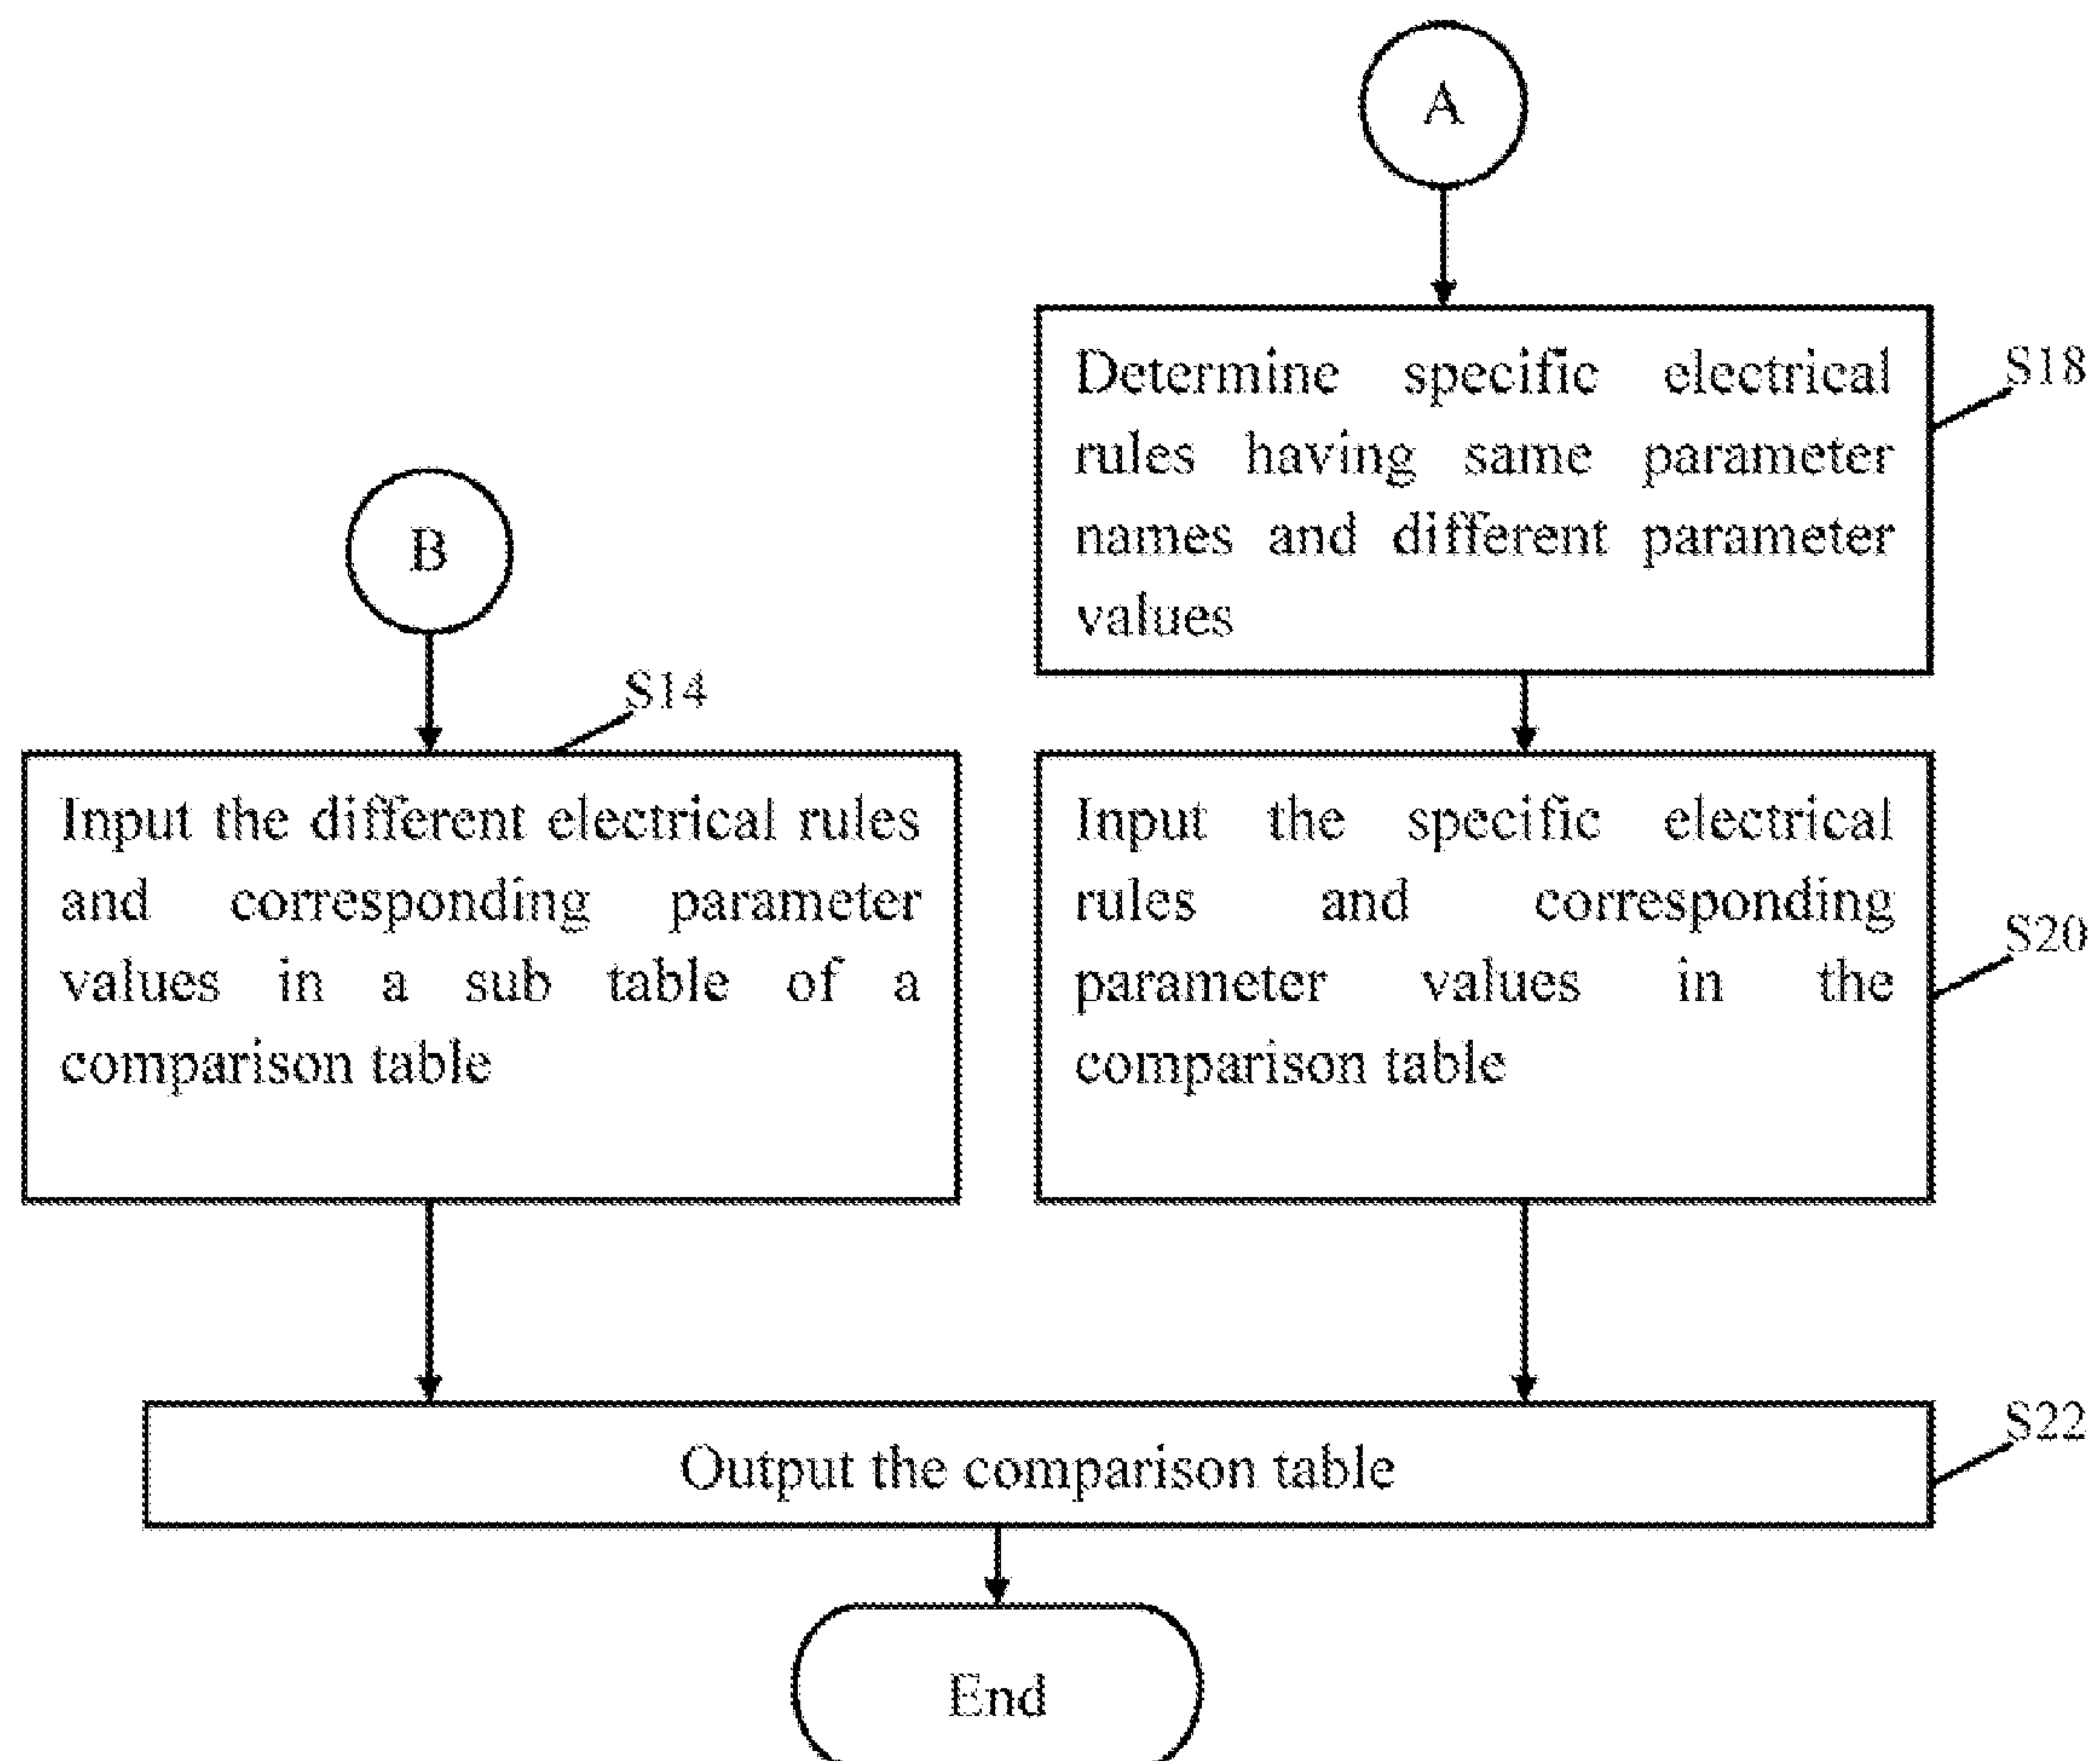 A
Determine specific electrical
rules having same parameter
names and different parameter
values
S18
B
S14
Input the different electrical rules
and corresponding parameter
values in a sub table of a
comparison table
Input the specific electrical
rules and corresponding
parameter values in the
comparison table
S20
Output the comparison table
S22
End